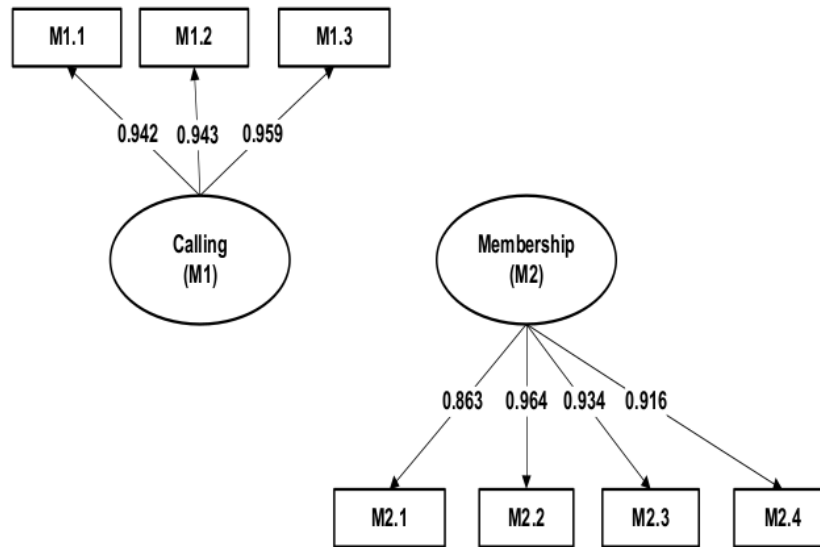 M1.1 M1.2 M1.3
0.942 0.943 0.959
Calling
(M1)
Membership
(M2)
0.863 0.964 0.934 0.916
M2.1 M2.2 M2.3 M2.4